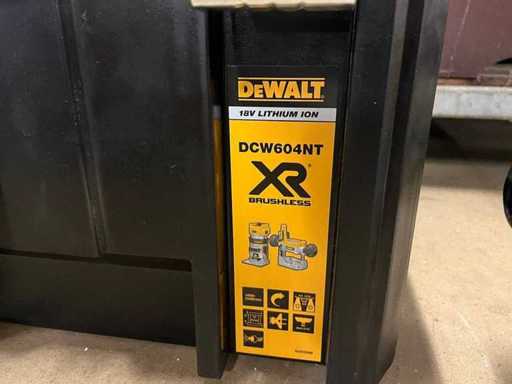 DEWALT
18V LITHIUM ION
DCW604NT
XR
BRUSHLESS